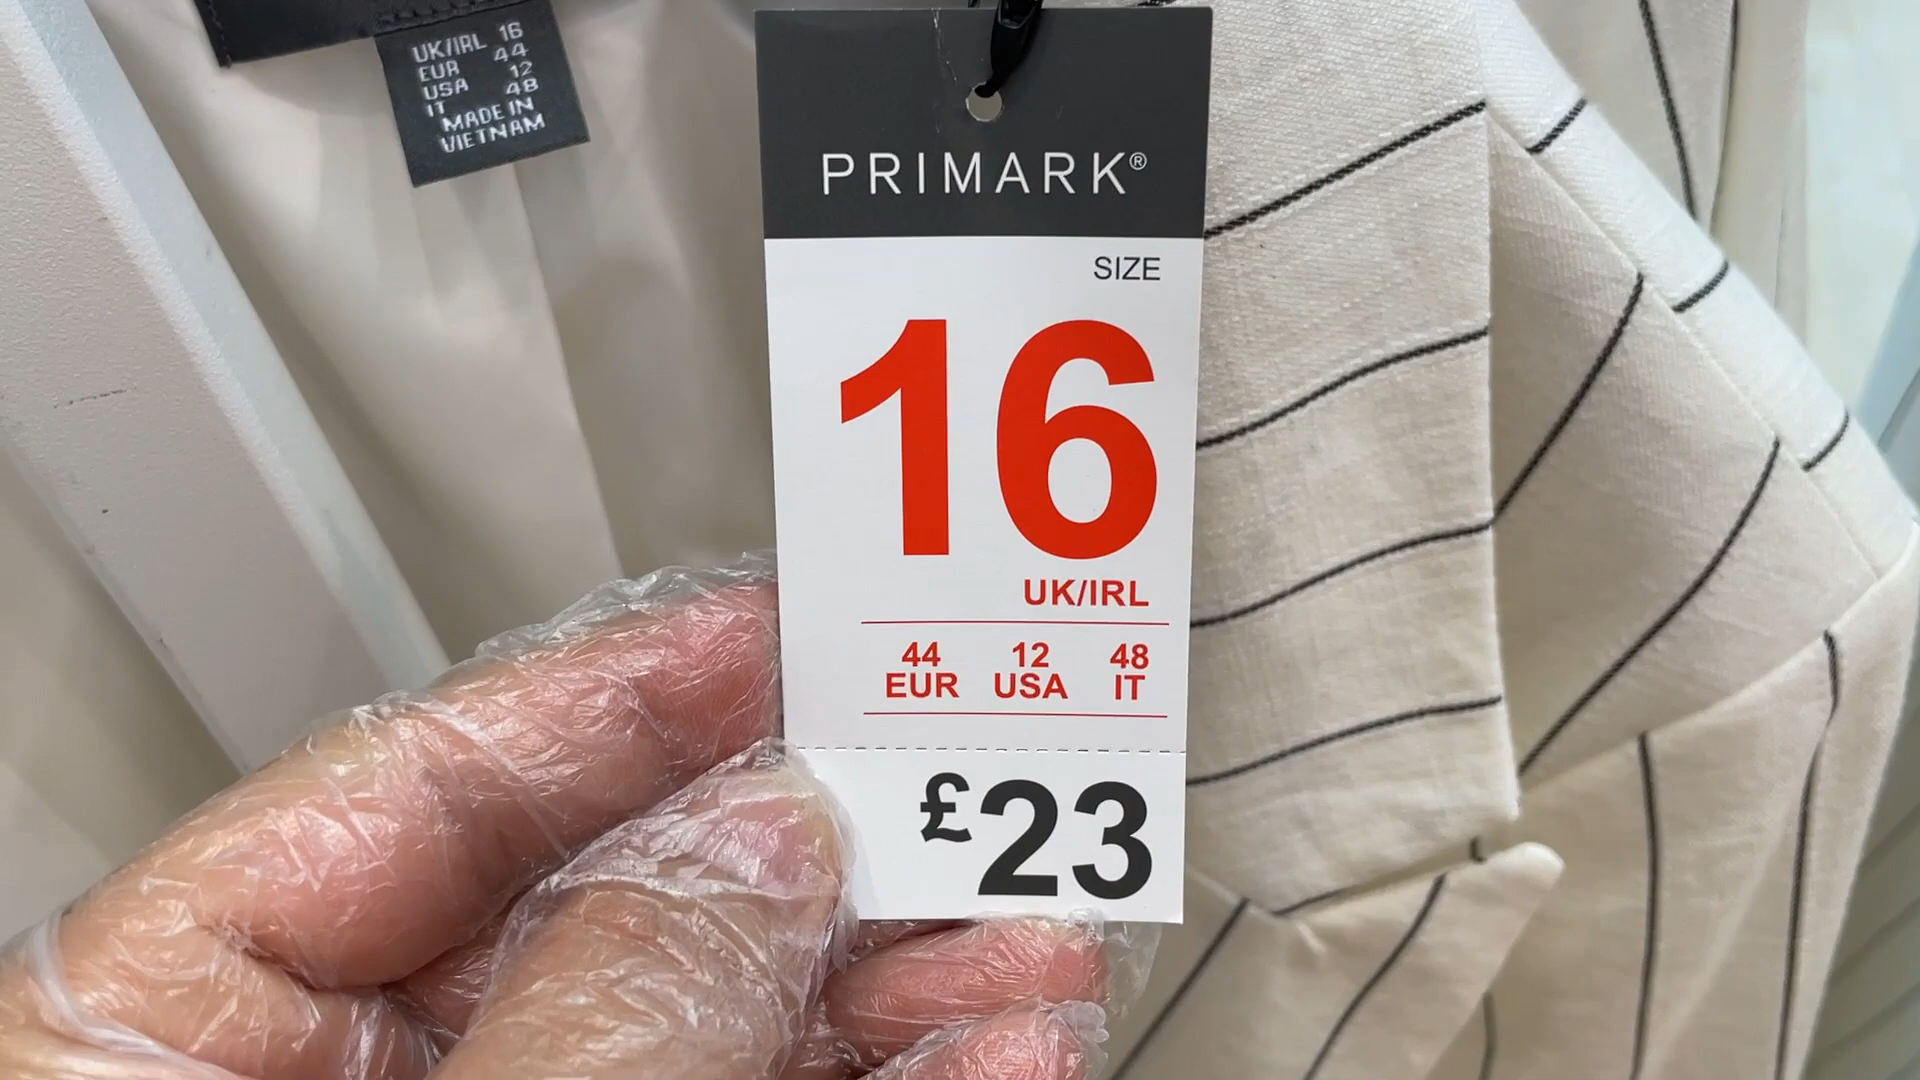 UK/IRL 16
EUR 44
USA 12
IT 48
MADE IN
VIETNAM
PRIMARK®
SIZE
16
UK/IRL
44 12 48
EUR USA IT
£23